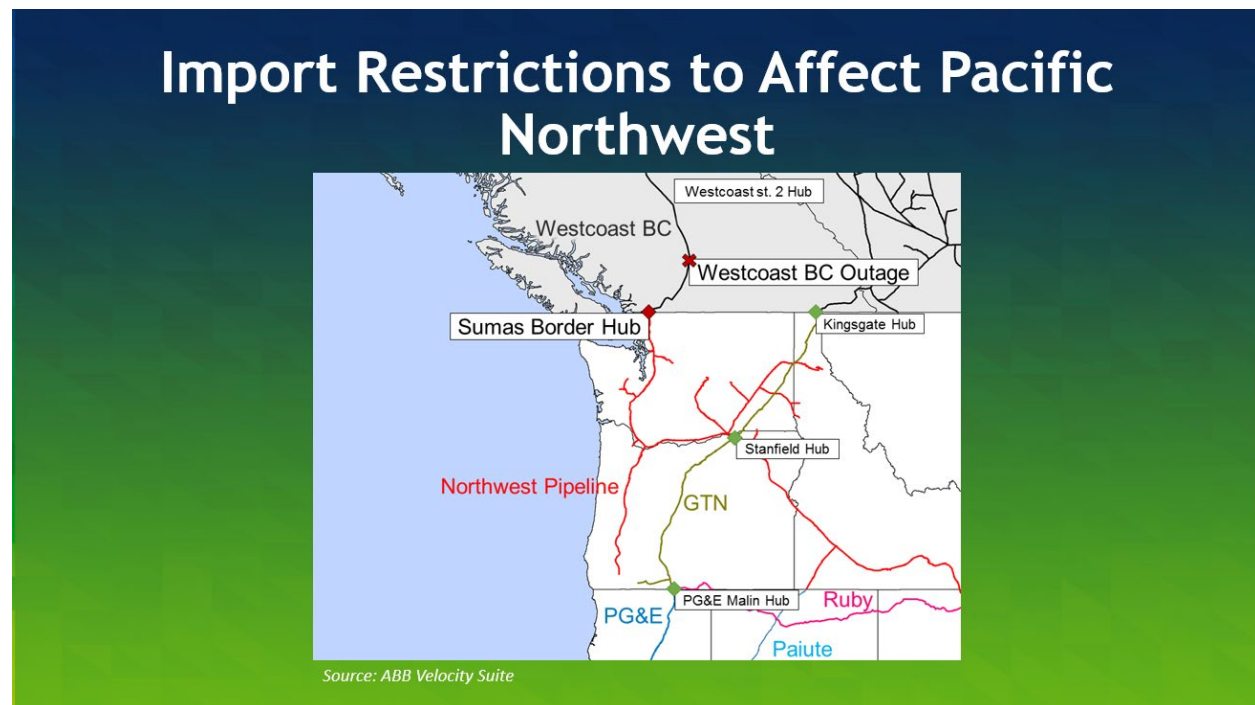 Import Restrictions to Affect Pacific
Northwest
Westcoast st. 2 Hub
Westcoast BC
Westcoast BC Outage
Sumas Border Hub
Kingsgate Hub
Stanfield Hub
Northwest Pipeline
GTN
PG&E Malin Hub
Ruby
PG&E
Paiute
Source: ABB Velocity Suite